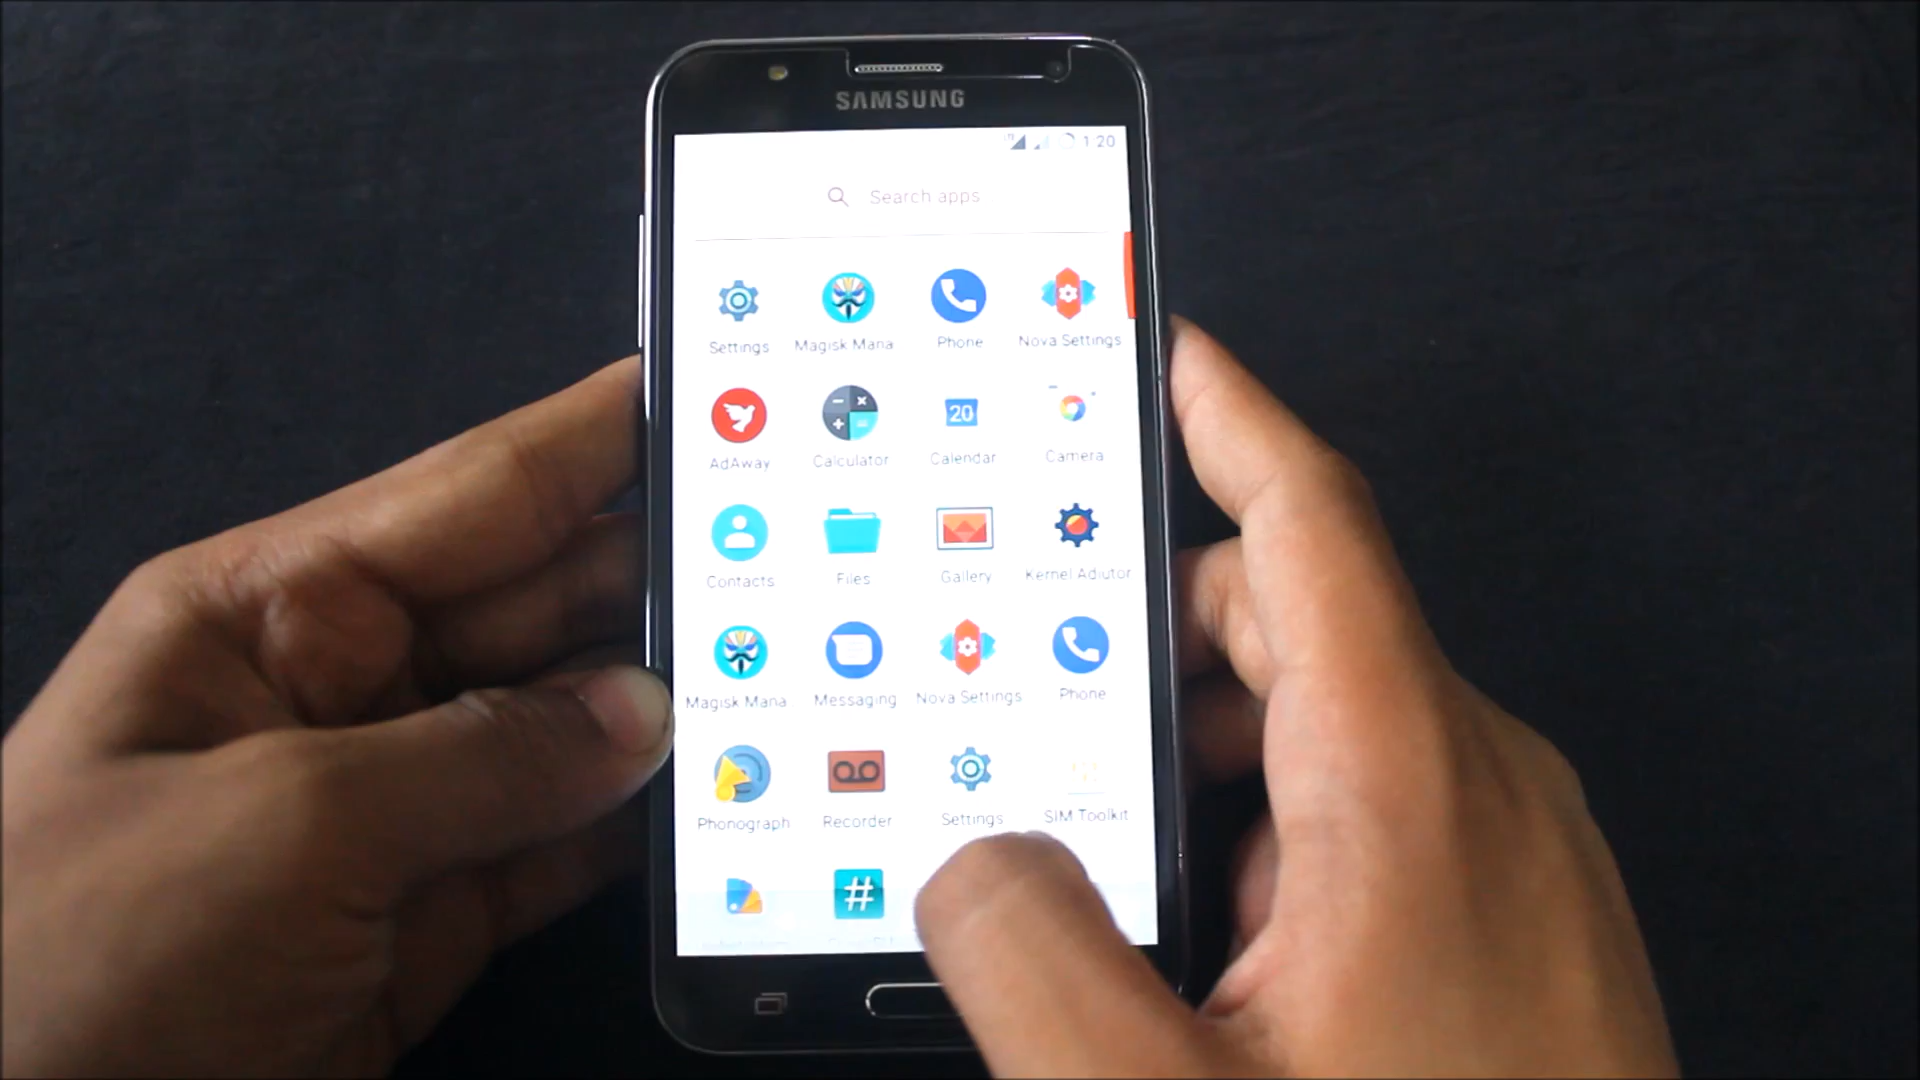 SAMSUNG
1:20
Search apps
Settings
Magisk Mana
Phone
Nova Settings
20
AdAway
Calculator
Calendar
Camera
Contacts
Files
Gallery
Kernel Adiutor
Magisk Mana
Messaging
Nova Settings
Phone
Phonograph
Recorder
Settings
SIM Toolkit
#